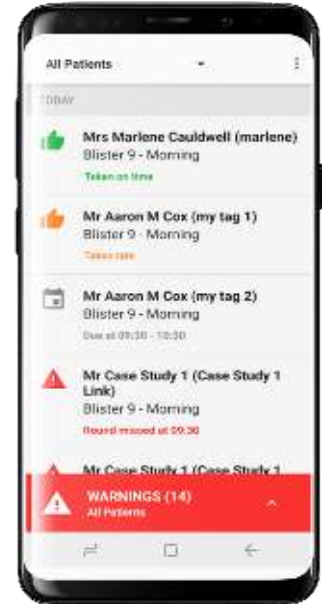 All Patients
TODAY
Mrs Marlene Cauldwell (marlene)
Blister 9 - Morning
Taken on time
Mr Aaron M Cox (my tag 1)
Blister 9 - Morning
Taken late
Mr Aaron M Cox (my tag 2)
Blister 9 - Morning
Due at 09:30 - 10:30
Mr Case Study 1 (Case Study 1
Link)
Blister 9 - Morning
Round missed at 09:30
Mr Case Study 1 (Case Study 1
WARNINGS (14)
All Patients